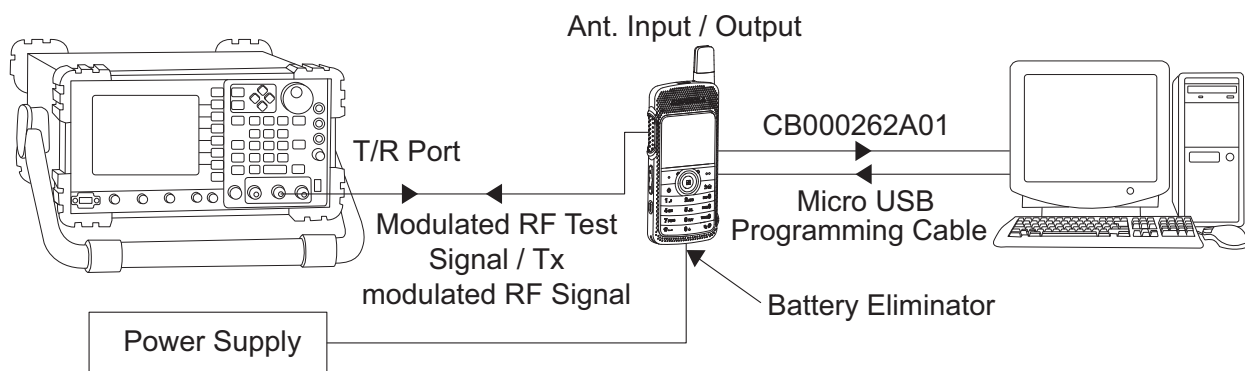 Ant. Input / Output
T/R Port
CB000262A01
Modulated RF Test
Signal / Tx
modulated RF Signal
Micro USB
Programming Cable
Battery Eliminator
Power Supply